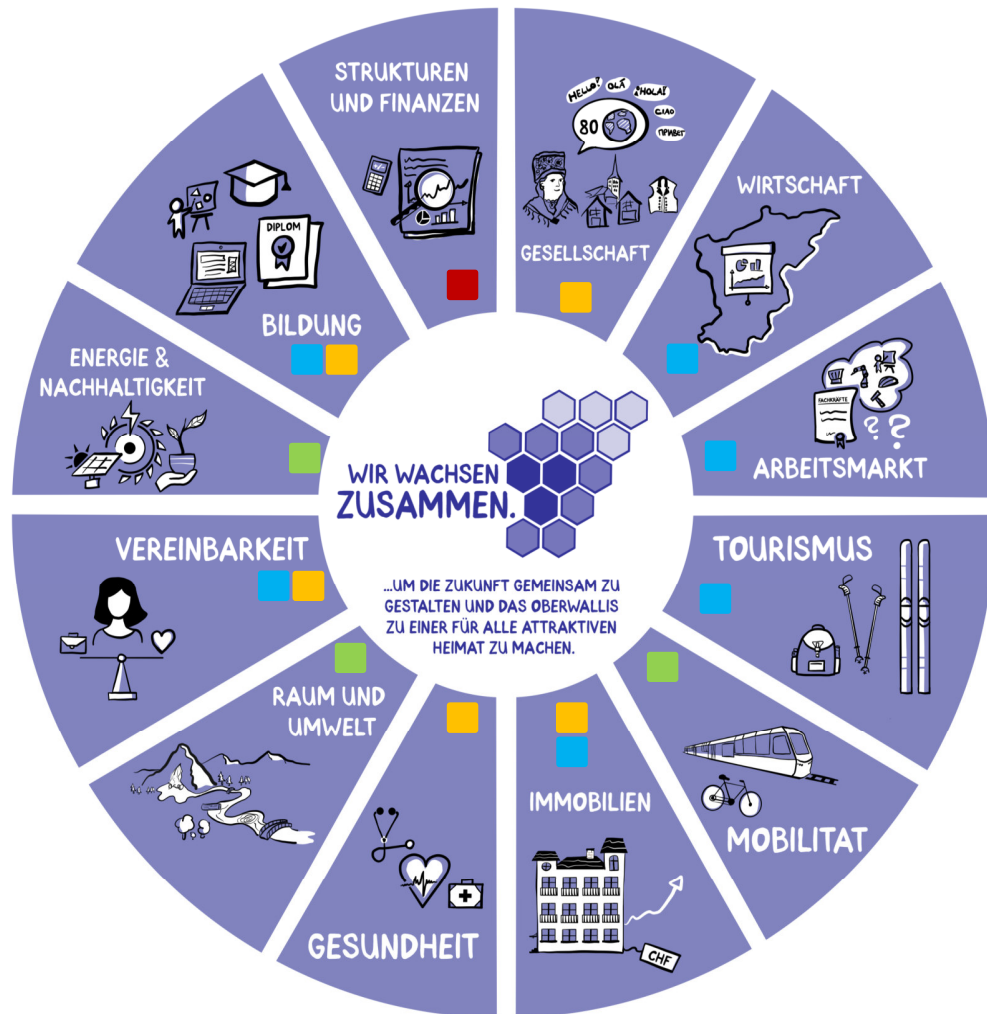 STRUKTUREN
UND FINANZEN
HELLO!
OLÁ
¡HOLA!
CIAO
ПРИВЕТ
80
GESELLSCHAFT
WIRTSCHAFT
FACHKRÄFTE
? ?
ARBEITSMARKT
TOURISMUS
MOBILITAT
IMMOBILIEN
CHF
GESUNDHEIT
RAUM UND
UMWELT
VEREINBARKEIT
ENERGIE &
NACHHALTIGKEIT
DIPLOM
BILDUNG
WIR WACHSEN
ZUSAMMEN.
...UM DIE ZUKUNFT GEMEINSAM ZU
GESTALTEN UND DAS OBERWALLIS
ZU EINER FÜR ALLE ATTRAKTIVEN
HEIMAT ZU MACHEN.